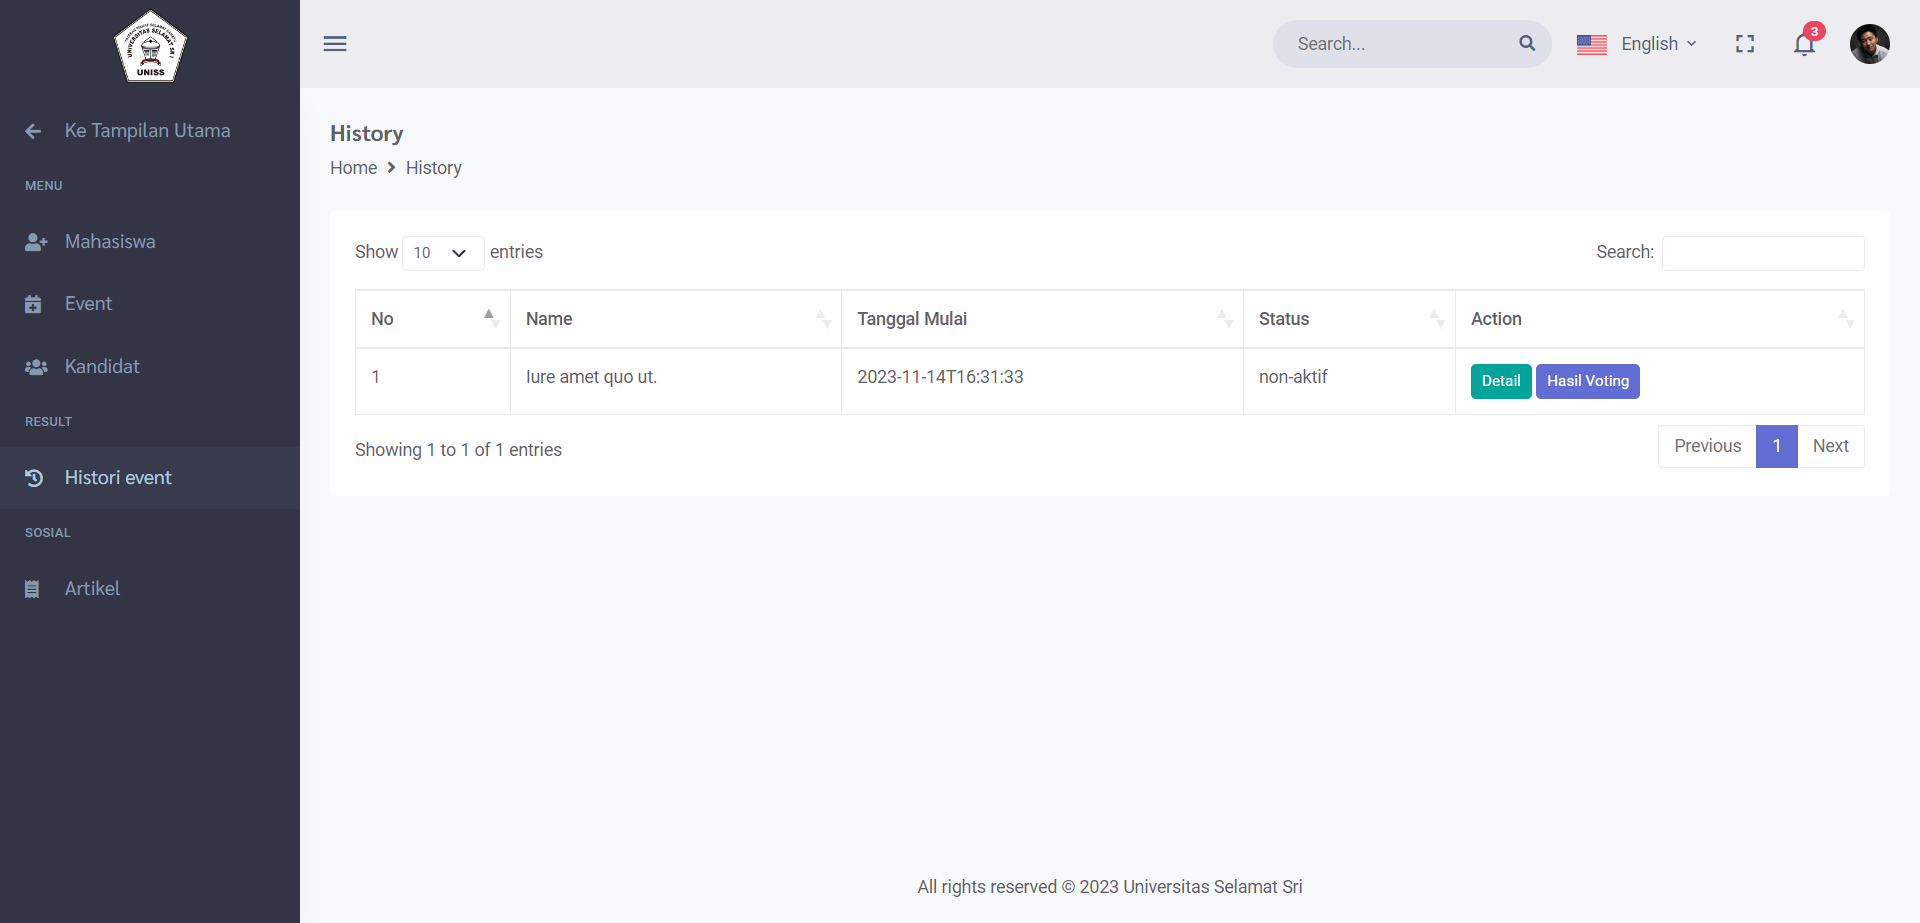 UNIVERSITAS SELAMAT SRI
UNISS
Ke Tampilan Utama
MENU
Mahasiswa
Event
Kandidat
RESULT
Histori event
SOSIAL
Artikel
Search...
English
3
History
Home History
Show 10 entries
Search:
No Name Tanggal Mulai Status Action
1 Iure amet quo ut. 2023-11-14T16:31:33 non-aktif Detail Hasil Voting
Showing 1 to 1 of 1 entries
Previous 1 Next
All rights reserved © 2023 Universitas Selamat Sri